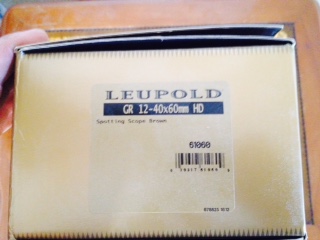 LEUPOLD
GR 12-40x60mm HD
Spotting Scope Brown
61060